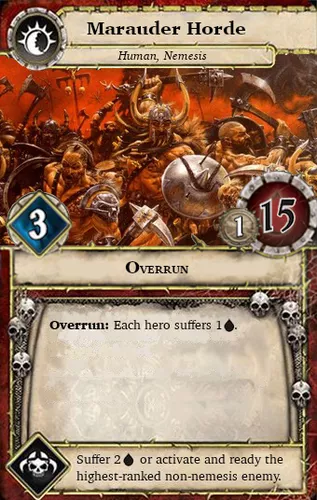 Marauder Horde
Human, Nemesis
3
1
15
Overrun
Overrun: Each hero suffers 1.
Suffer 2 or activate and ready the
highest-ranked non-nemesis enemy.